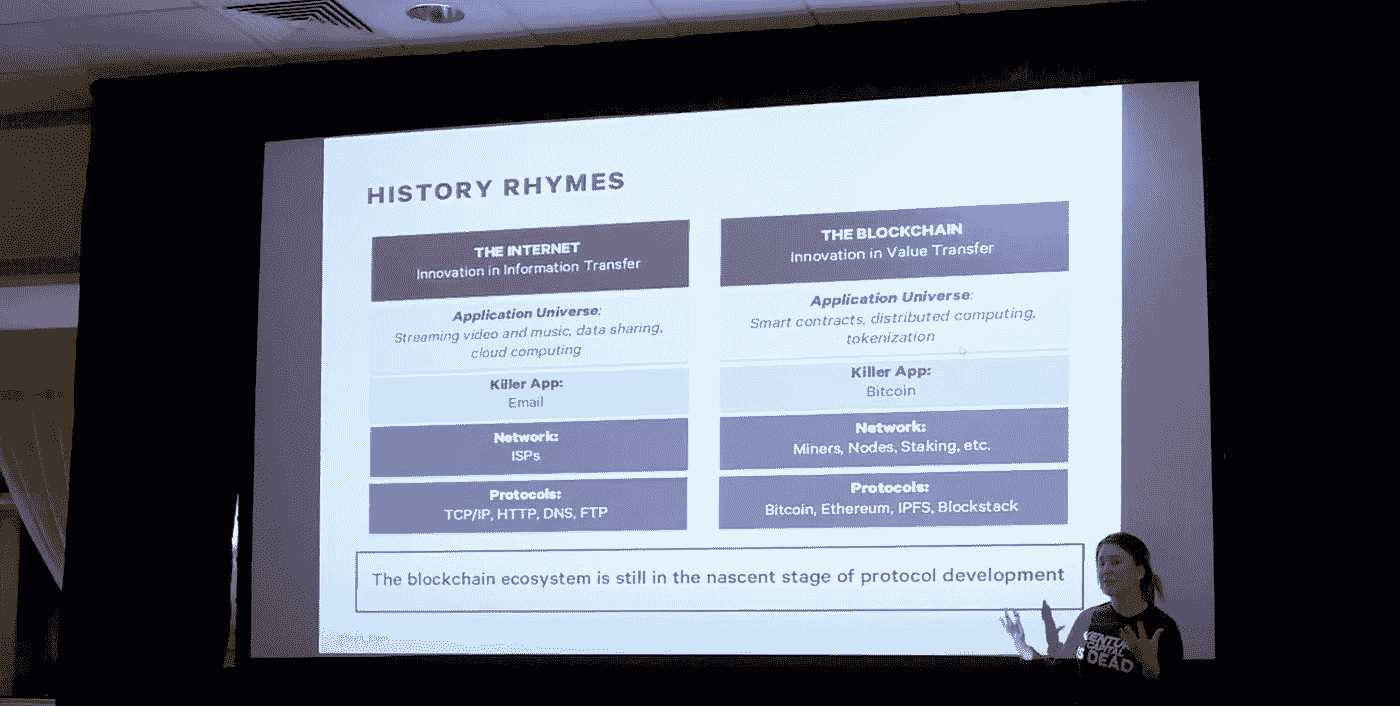 HISTORY RHYMES
THE INTERNET
Innovation in Information Transfer
Application Universe:
Streaming video and music, data sharing,
cloud computing
Killer App:
Email
Network:
ISPs
Protocols:
TCP/IP, HTTP, DNS, FTP
THE BLOCKCHAIN
Innovation in Value Transfer
Application Universe:
Smart contracts, distributed computing,
tokenization
Killer App:
Bitcoin
Network:
Miners, Nodes, Staking, etc.
Protocols:
Bitcoin, Ethereum, IPFS, Blockstack
The blockchain ecosystem is still in the nascent stage of protocol development
CAPITAL
IS DEAD